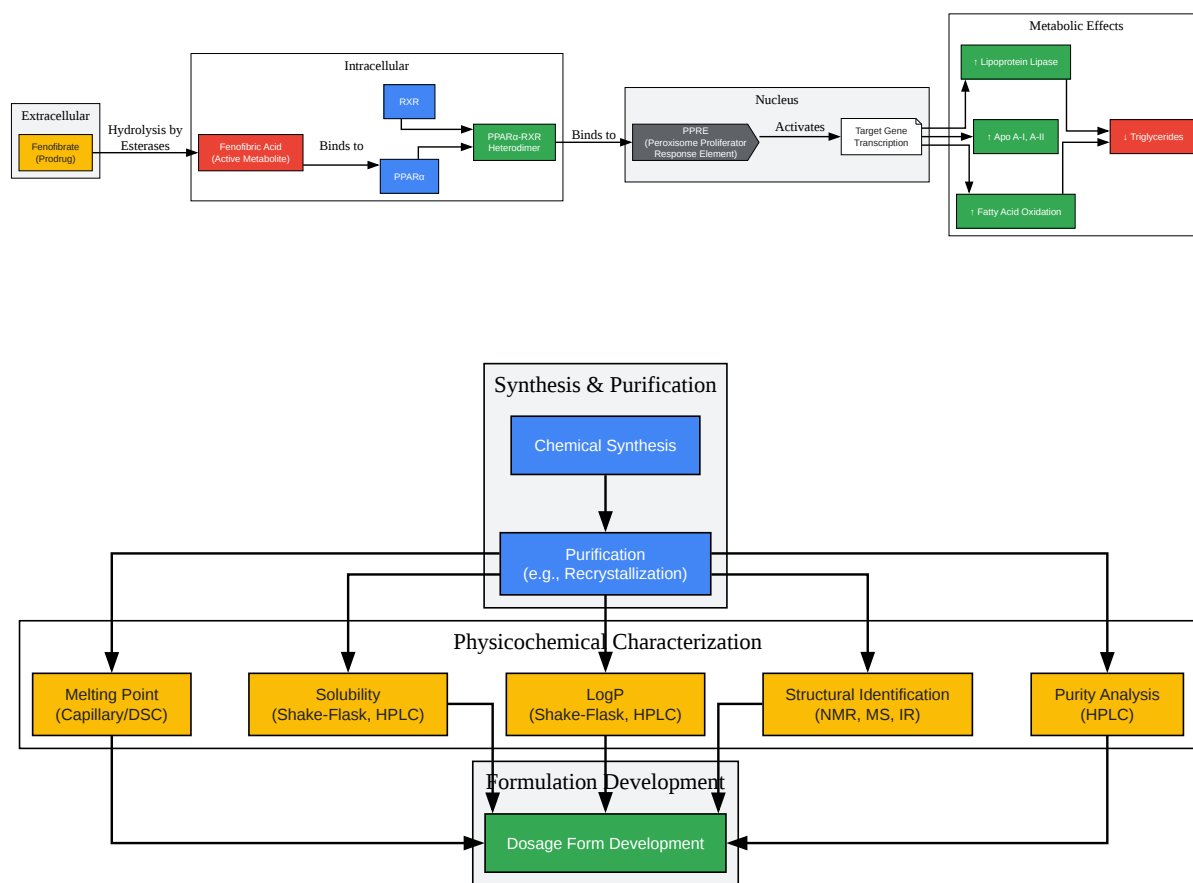 Extracellular
Fenofibrate
(Prodrug)
Hydrolysis by
Esterases
Intracellular
Fenofibric Acid
(Active Metabolite)
Binds to
RXR
PPARα
PPARα-RXR
Heterodimer
Binds to
Nucleus
PPRE
(Peroxisome Proliferator
Response Element)
Activates
Target Gene
Transcription
Metabolic Effects
↑ Lipoprotein Lipase
↑ Apo A-I, A-II
↑ Fatty Acid Oxidation
↓ Triglycerides
Synthesis & Purification
Chemical Synthesis
Purification
(e.g., Recrystallization)
Physicochemical Characterization
Melting Point
(Capillary/DSC)
Solubility
(Shake-Flask, HPLC)
LogP
(Shake-Flask, HPLC)
Structural Identification
(NMR, MS, IR)
Purity Analysis
(HPLC)
Formulation Development
Dosage Form Development